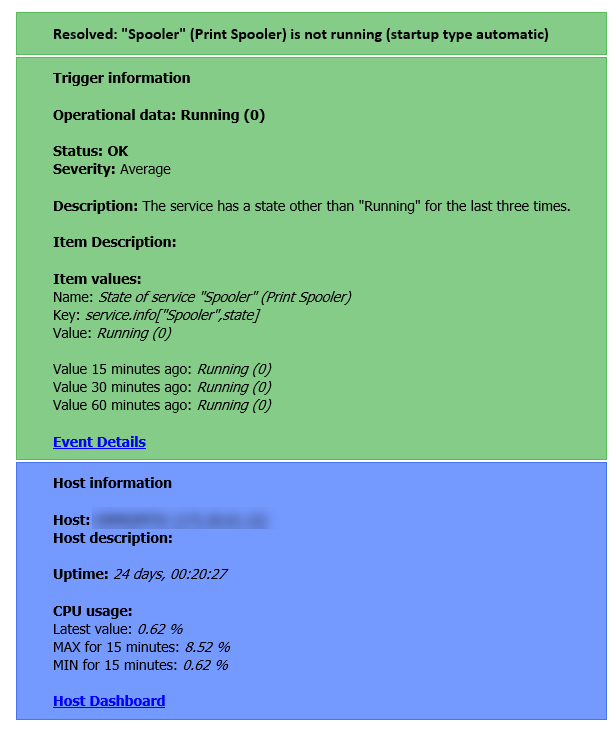 Resolved: "Spooler" (Print Spooler) is not running (startup type automatic)
Trigger information
Operational data: Running (0)
Status: OK
Severity: Average
Description: The service has a state other than "Running" for the last three times.
Item Description:
Item values:
Name: State of service "Spooler" (Print Spooler)
Key: service.info["Spooler",state]
Value: Running (0)
Value 15 minutes ago: Running (0)
Value 30 minutes ago: Running (0)
Value 60 minutes ago: Running (0)
Event Details
Host information
Host:
Host description:
Uptime: 24 days, 00:20:27
CPU usage:
Latest value: 0.62 %
MAX for 15 minutes: 8.52 %
MIN for 15 minutes: 0.62 %
Host Dashboard